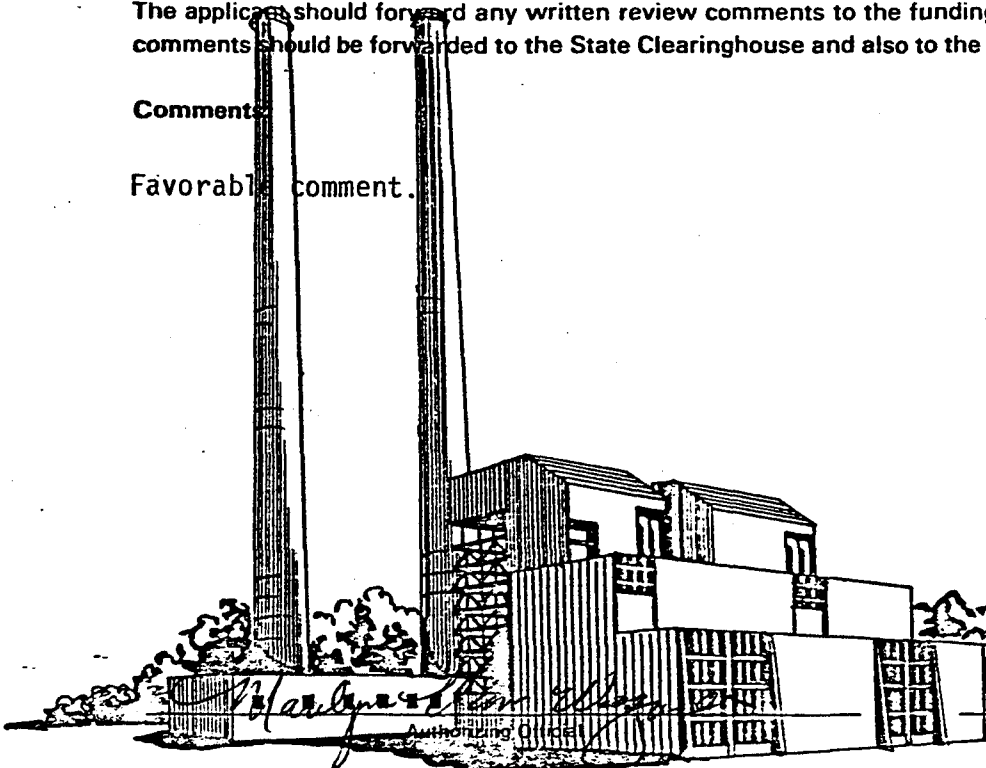 The applicant should forward any written review comments to the funding
comments should be forwarded to the State Clearinghouse and also to the
Comments:
Favorable comment.
Authorizing Official